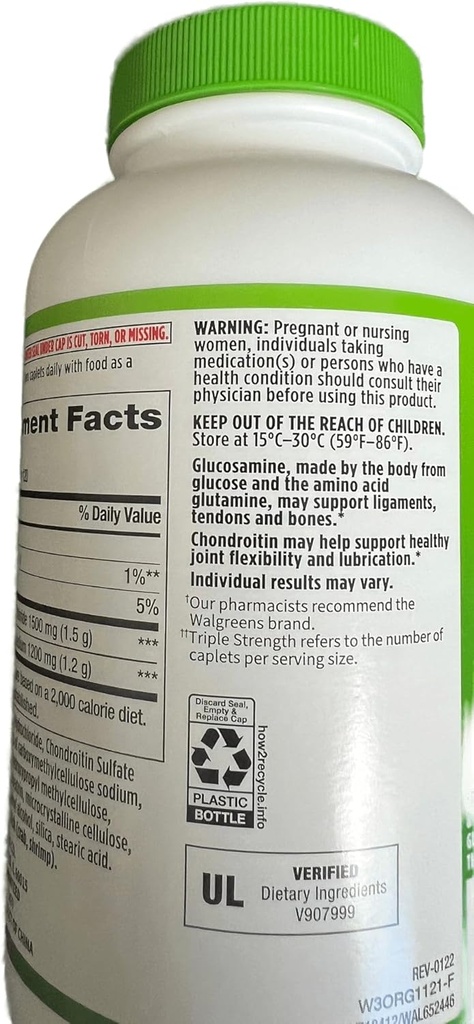 SEAL UNDER CAP IS CUT, TORN, OR MISSING.
caplets daily with food as a
ment Facts
% Daily Value
1%**
5%
1500 mg (1.5 g) ***
1200 mg (1.2 g) ***
based on a 2,000 calorie diet.
Chondroitin Sulfate
carboxymethylcellulose sodium,
methylcellulose,
microcrystalline cellulose,
alcohol, silica, stearic acid.
shrimp).
OF CHINA
WARNING: Pregnant or nursing
women, individuals taking
medication(s) or persons who have a
health condition should consult their
physician before using this product.
KEEP OUT OF THE REACH OF CHILDREN.
Store at 15°C–30°C (59°F–86°F).
Glucosamine, made by the body from
glucose and the amino acid
glutamine, may support ligaments,
tendons and bones.*
Chondroitin may help support healthy
joint flexibility and lubrication.*
Individual results may vary.
†Our pharmacists recommend the
Walgreens brand.
††Triple Strength refers to the number of
caplets per serving size.
Discard Seal,
Empty &
Replace Cap
PLASTIC
BOTTLE
how2recycle.info
UL
VERIFIED
Dietary Ingredients
V907999
REV-0122
W3ORG1121-F
/WAL652446